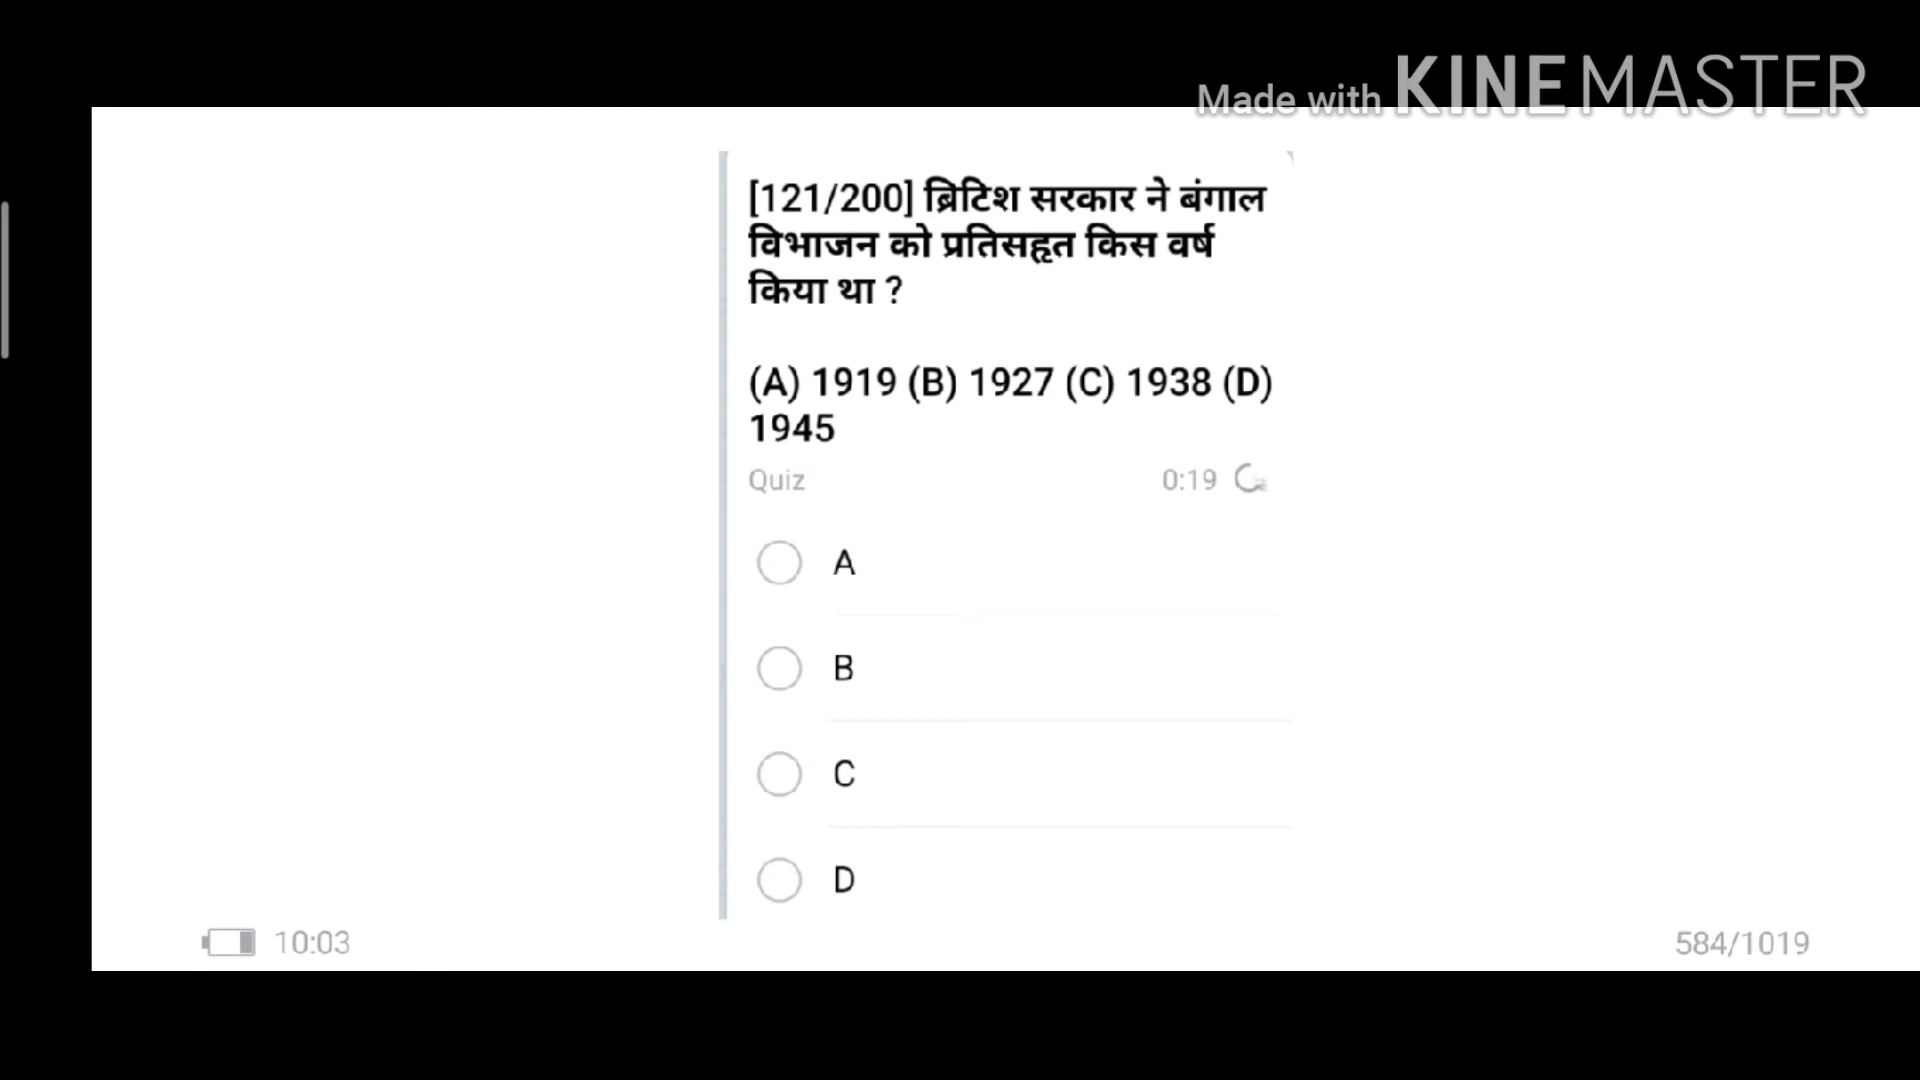 Made with KINEMASTER
[121/200] ब्रिटिश सरकार ने बंगाल
विभाजन को प्रतिसहृत किस वर्ष
किया था ?
(A) 1919 (B) 1927 (C) 1938 (D)
1945
Quiz 0:19
A
B
C
D
10:03 584/1019